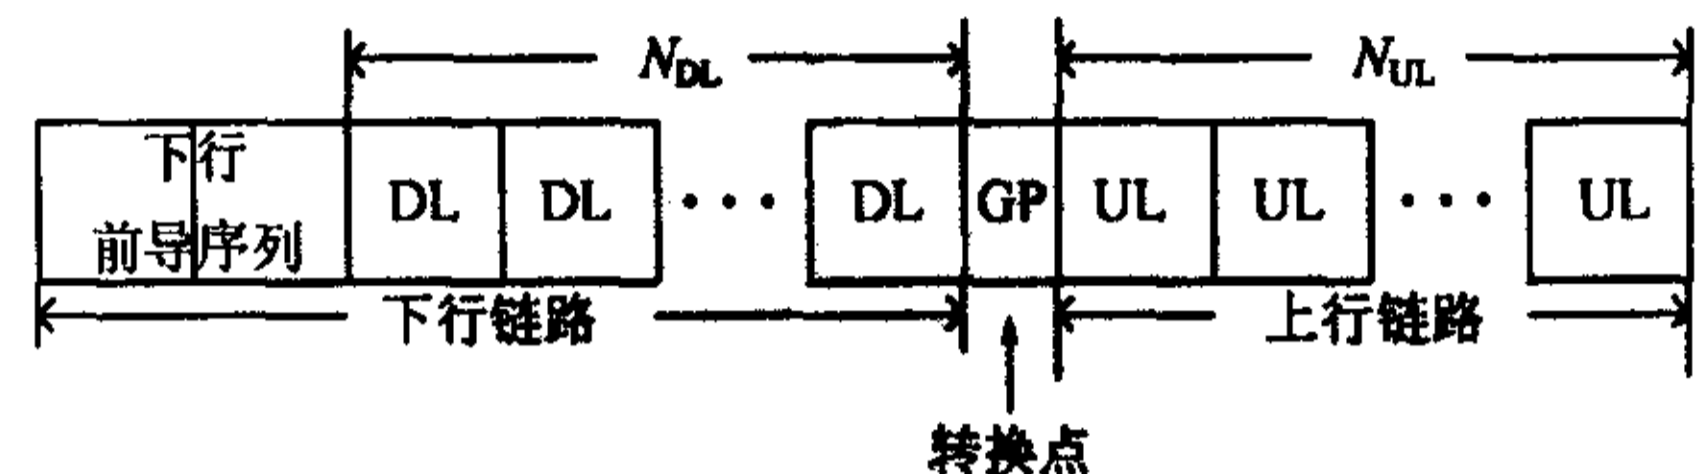 N_DL N_UL
下行
前导序列
DL DL ... DL GP UL UL ... UL
下行链路 上行链路
转换点